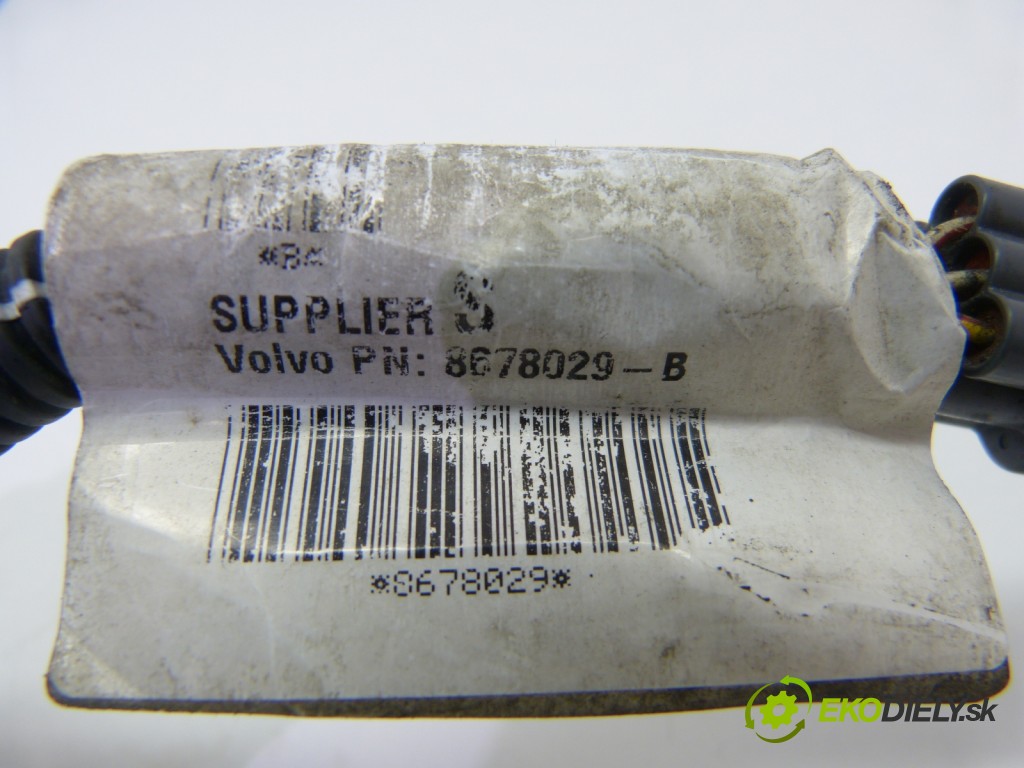 *B*
SUPPLIER S
Volvo PN: 8678029-B
*8678029*
EKODIELY.sk